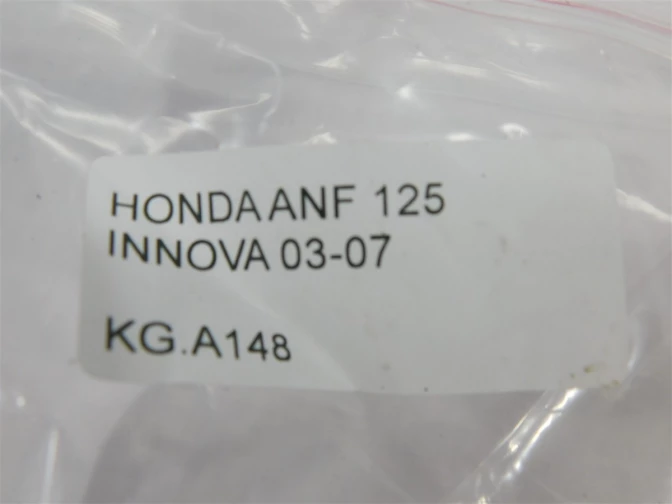 HONDA ANF 125
INNOVA 03-07
KG.A148